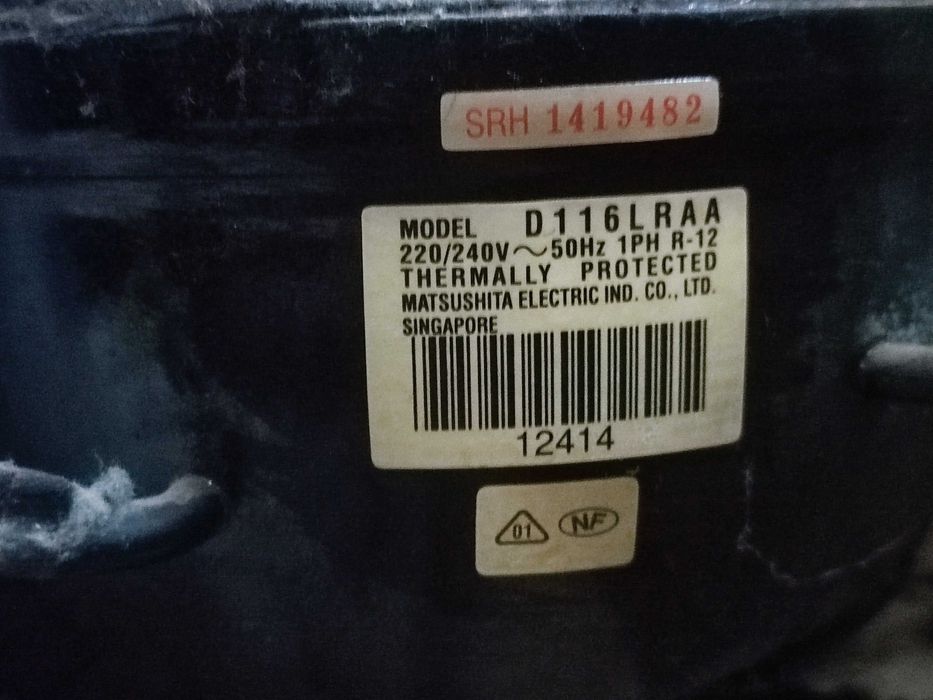 SRH 1419482
MODEL D116LRAA
220/240V ~ 50Hz 1PH R-12
THERMALLY PROTECTED
MATSUSHITA ELECTRIC IND. CO., LTD.
SINGAPORE
12414
01 NF